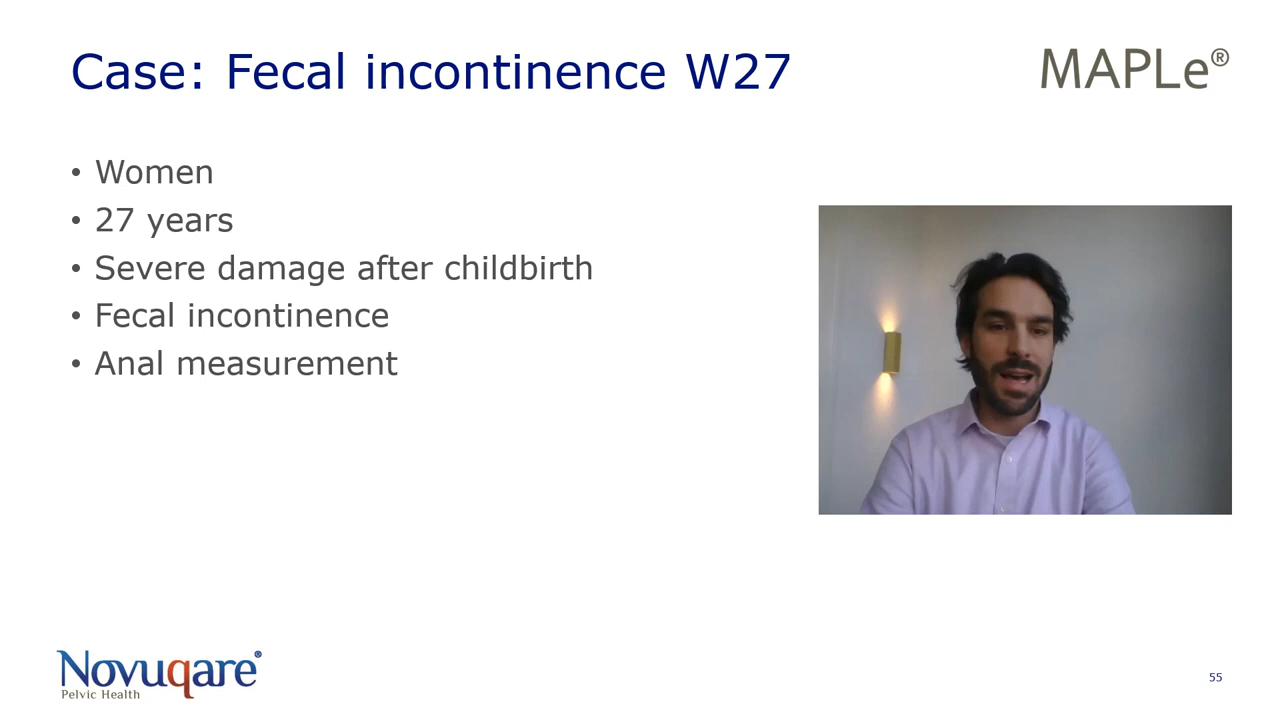 Case: Fecal incontinence W27
MAPLe®
• Women
• 27 years
• Severe damage after childbirth
• Fecal incontinence
• Anal measurement
Novuqare®
Pelvic Health
55